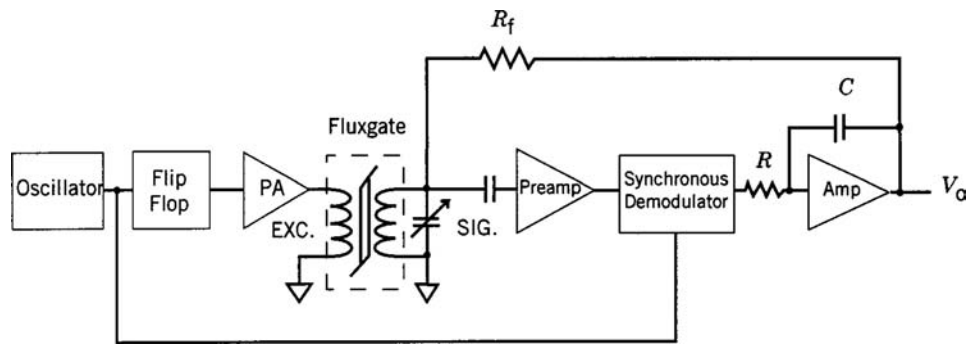 R_f
C
Fluxgate
Oscillator
Flip
Flop
PA
EXC.
SIG.
Preamp
Synchronous
Demodulator
R
Amp
V_o